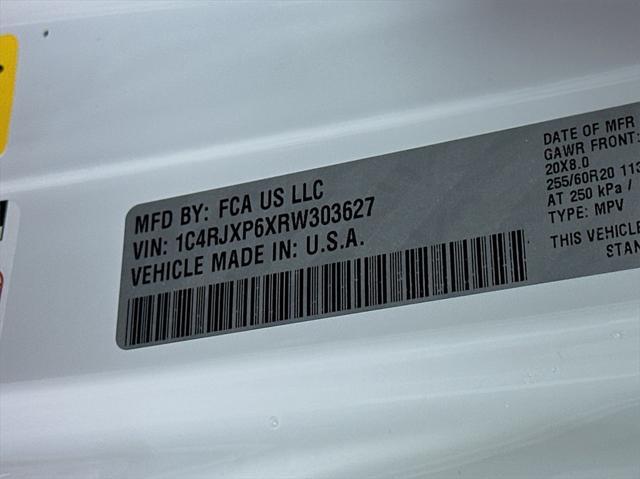 MFD BY: FCA US LLC
VIN: 1C4RJXP6XRW303627
VEHICLE MADE IN: U.S.A.
DATE OF MFR
GAWR FRONT:
20X8.0
255/60R20 113
AT 250 kPa /
TYPE: MPV
THIS VEHICLE
STAN